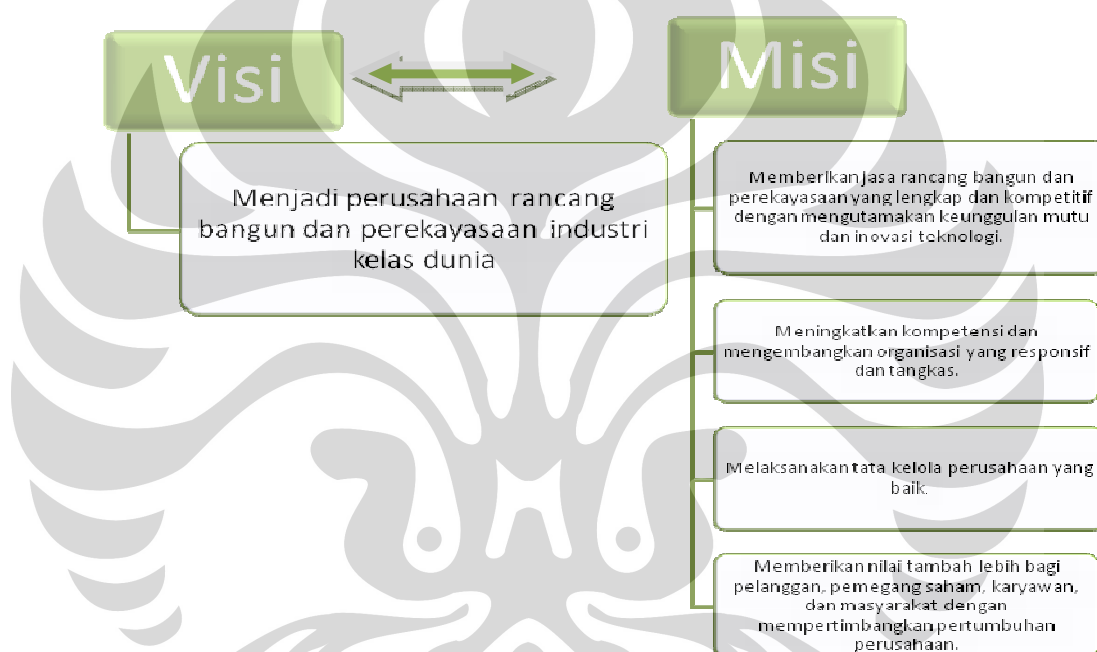 Visi
Menjadi perusahaan rancang
bangun dan perekayasaan industri
kelas dunia
Misi
Memberikan jasa rancang bangun dan
perekayasaan yang lengkap dan kompetitif
dengan mengutamakan keunggulan mutu
dan inovasi teknologi.
Meningkatkan kompetensi dan
mengembangkan organisasi yang responsif
dan tangkas.
Melaksanakan tata kelola perusahaan yang
baik.
Memberikan nilai tambah lebih bagi
pelanggan, pemegang saham, karyawan,
dan masyarakat dengan
mempertimbangkan pertumbuhan
perusahaan.